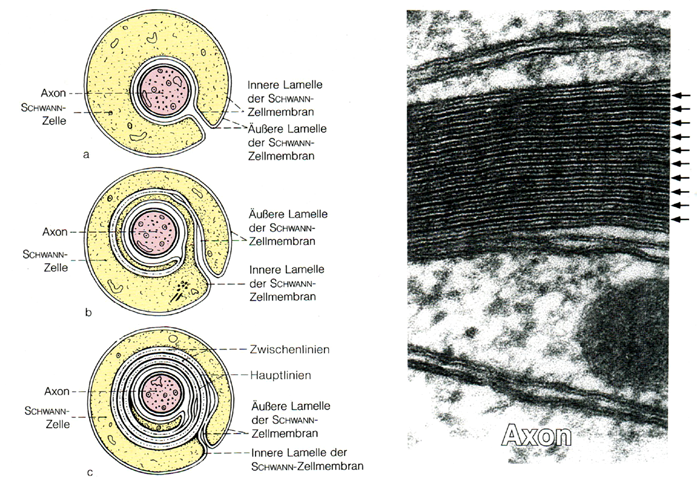 Axon
SCHWANN-
Zelle
Innere Lamelle
der SCHWANN-
Zellmembran
Äußere Lamelle
der SCHWANN-
Zellmembran
a
Axon
SCHWANN-
Zelle
Äußere Lamelle
der SCHWANN-
Zellmembran
Innere Lamelle
der SCHWANN-
Zellmembran
b
Zwischenlinien
Hauptlinien
Axon
SCHWANN-
Zelle
Äußere Lamelle
der SCHWANN-
Zellmembran
Innere Lamelle der
SCHWANN-Zellmembran
c
Axon